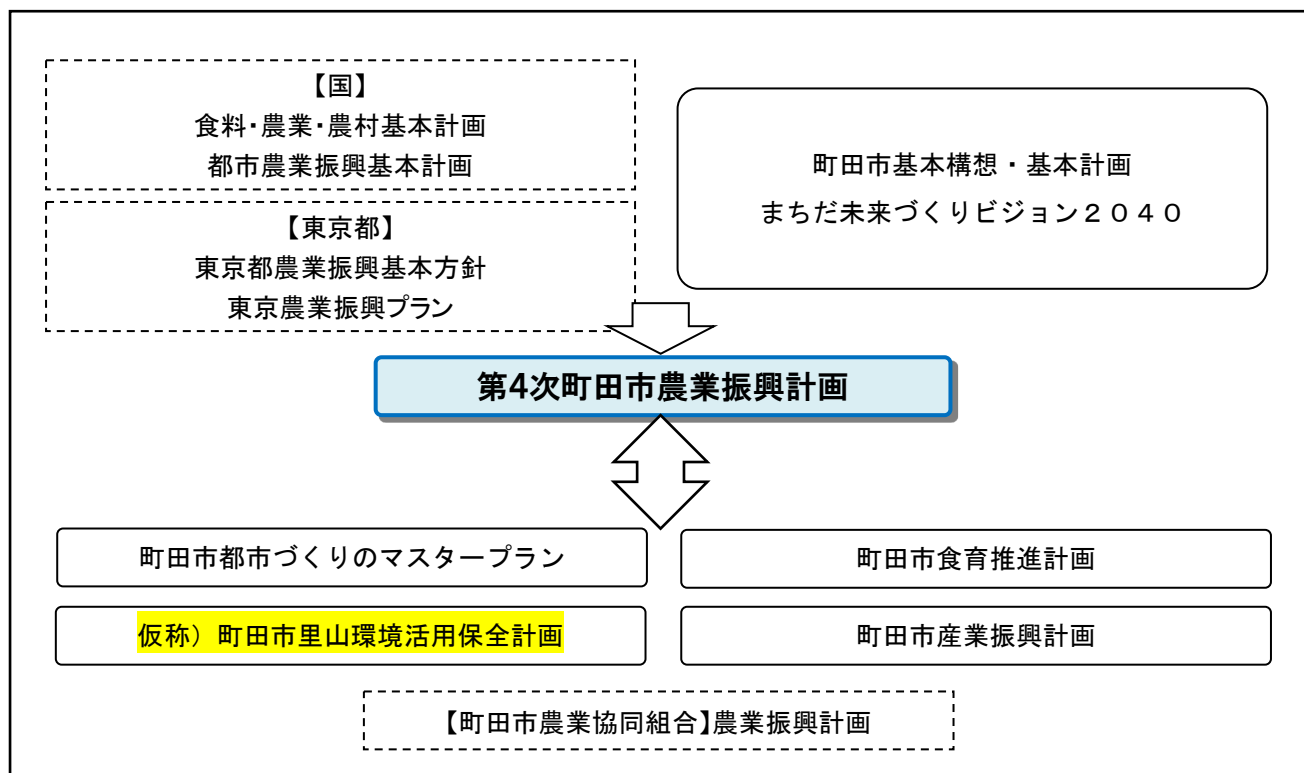 【国】
食料・農業・農村基本計画
都市農業振興基本計画
【東京都】
東京都農業振興基本方針
東京農業振興プラン
町田市基本構想・基本計画
まちだ未来づくりビジョン２０４０
第4次町田市農業振興計画
町田市都市づくりのマスタープラン
町田市食育推進計画
仮称）町田市里山環境活用保全計画
町田市産業振興計画
【町田市農業協同組合】農業振興計画